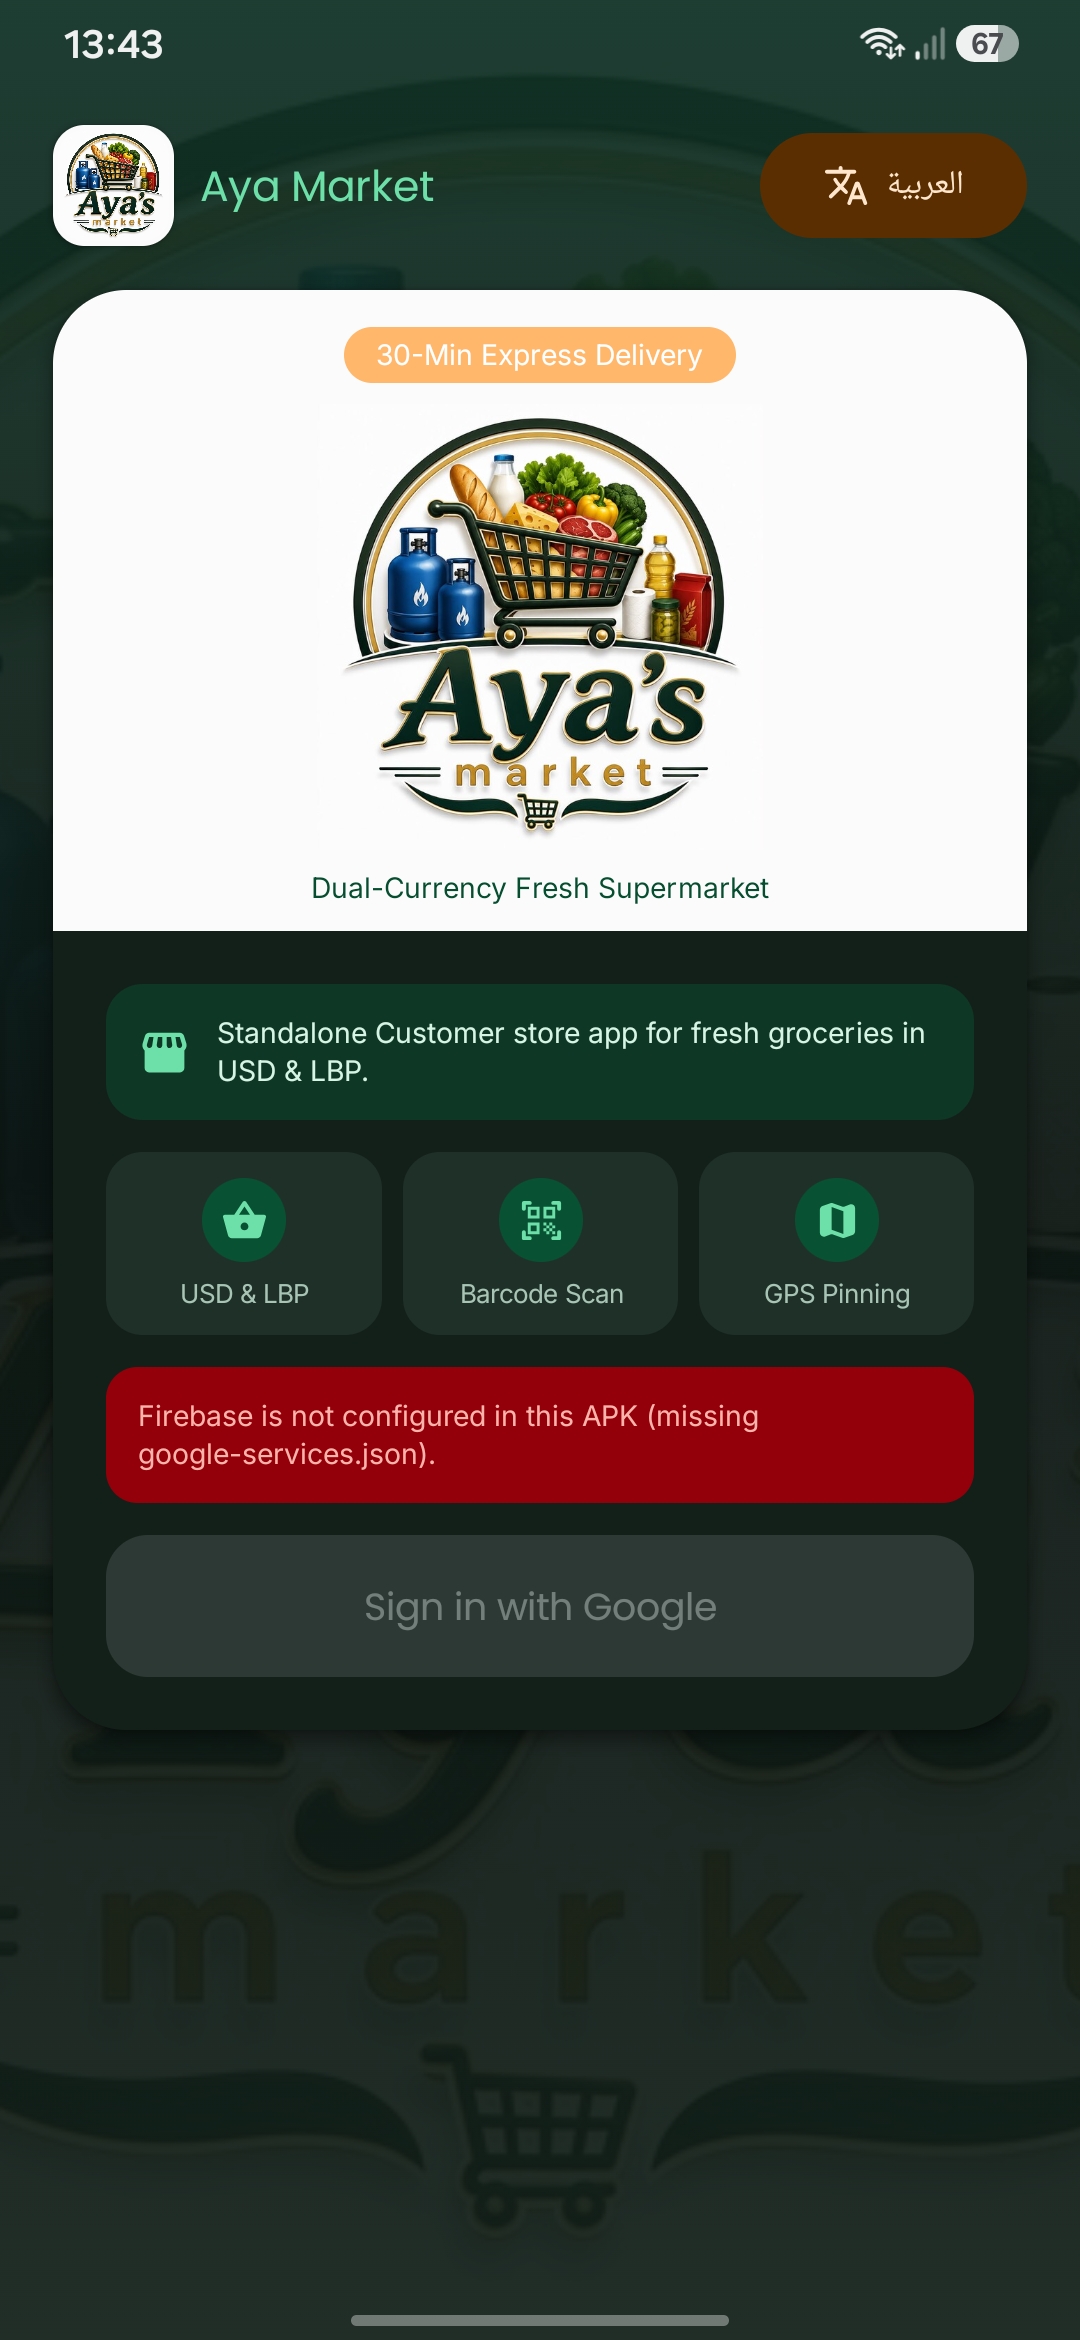 13:43
67
Aya's
market
Aya Market
العربية
30-Min Express Delivery
Aya's
market
Dual-Currency Fresh Supermarket
Standalone Customer store app for fresh groceries in
USD & LBP.
USD & LBP
Barcode Scan
GPS Pinning
Firebase is not configured in this APK (missing
google-services.json).
Sign in with Google
market